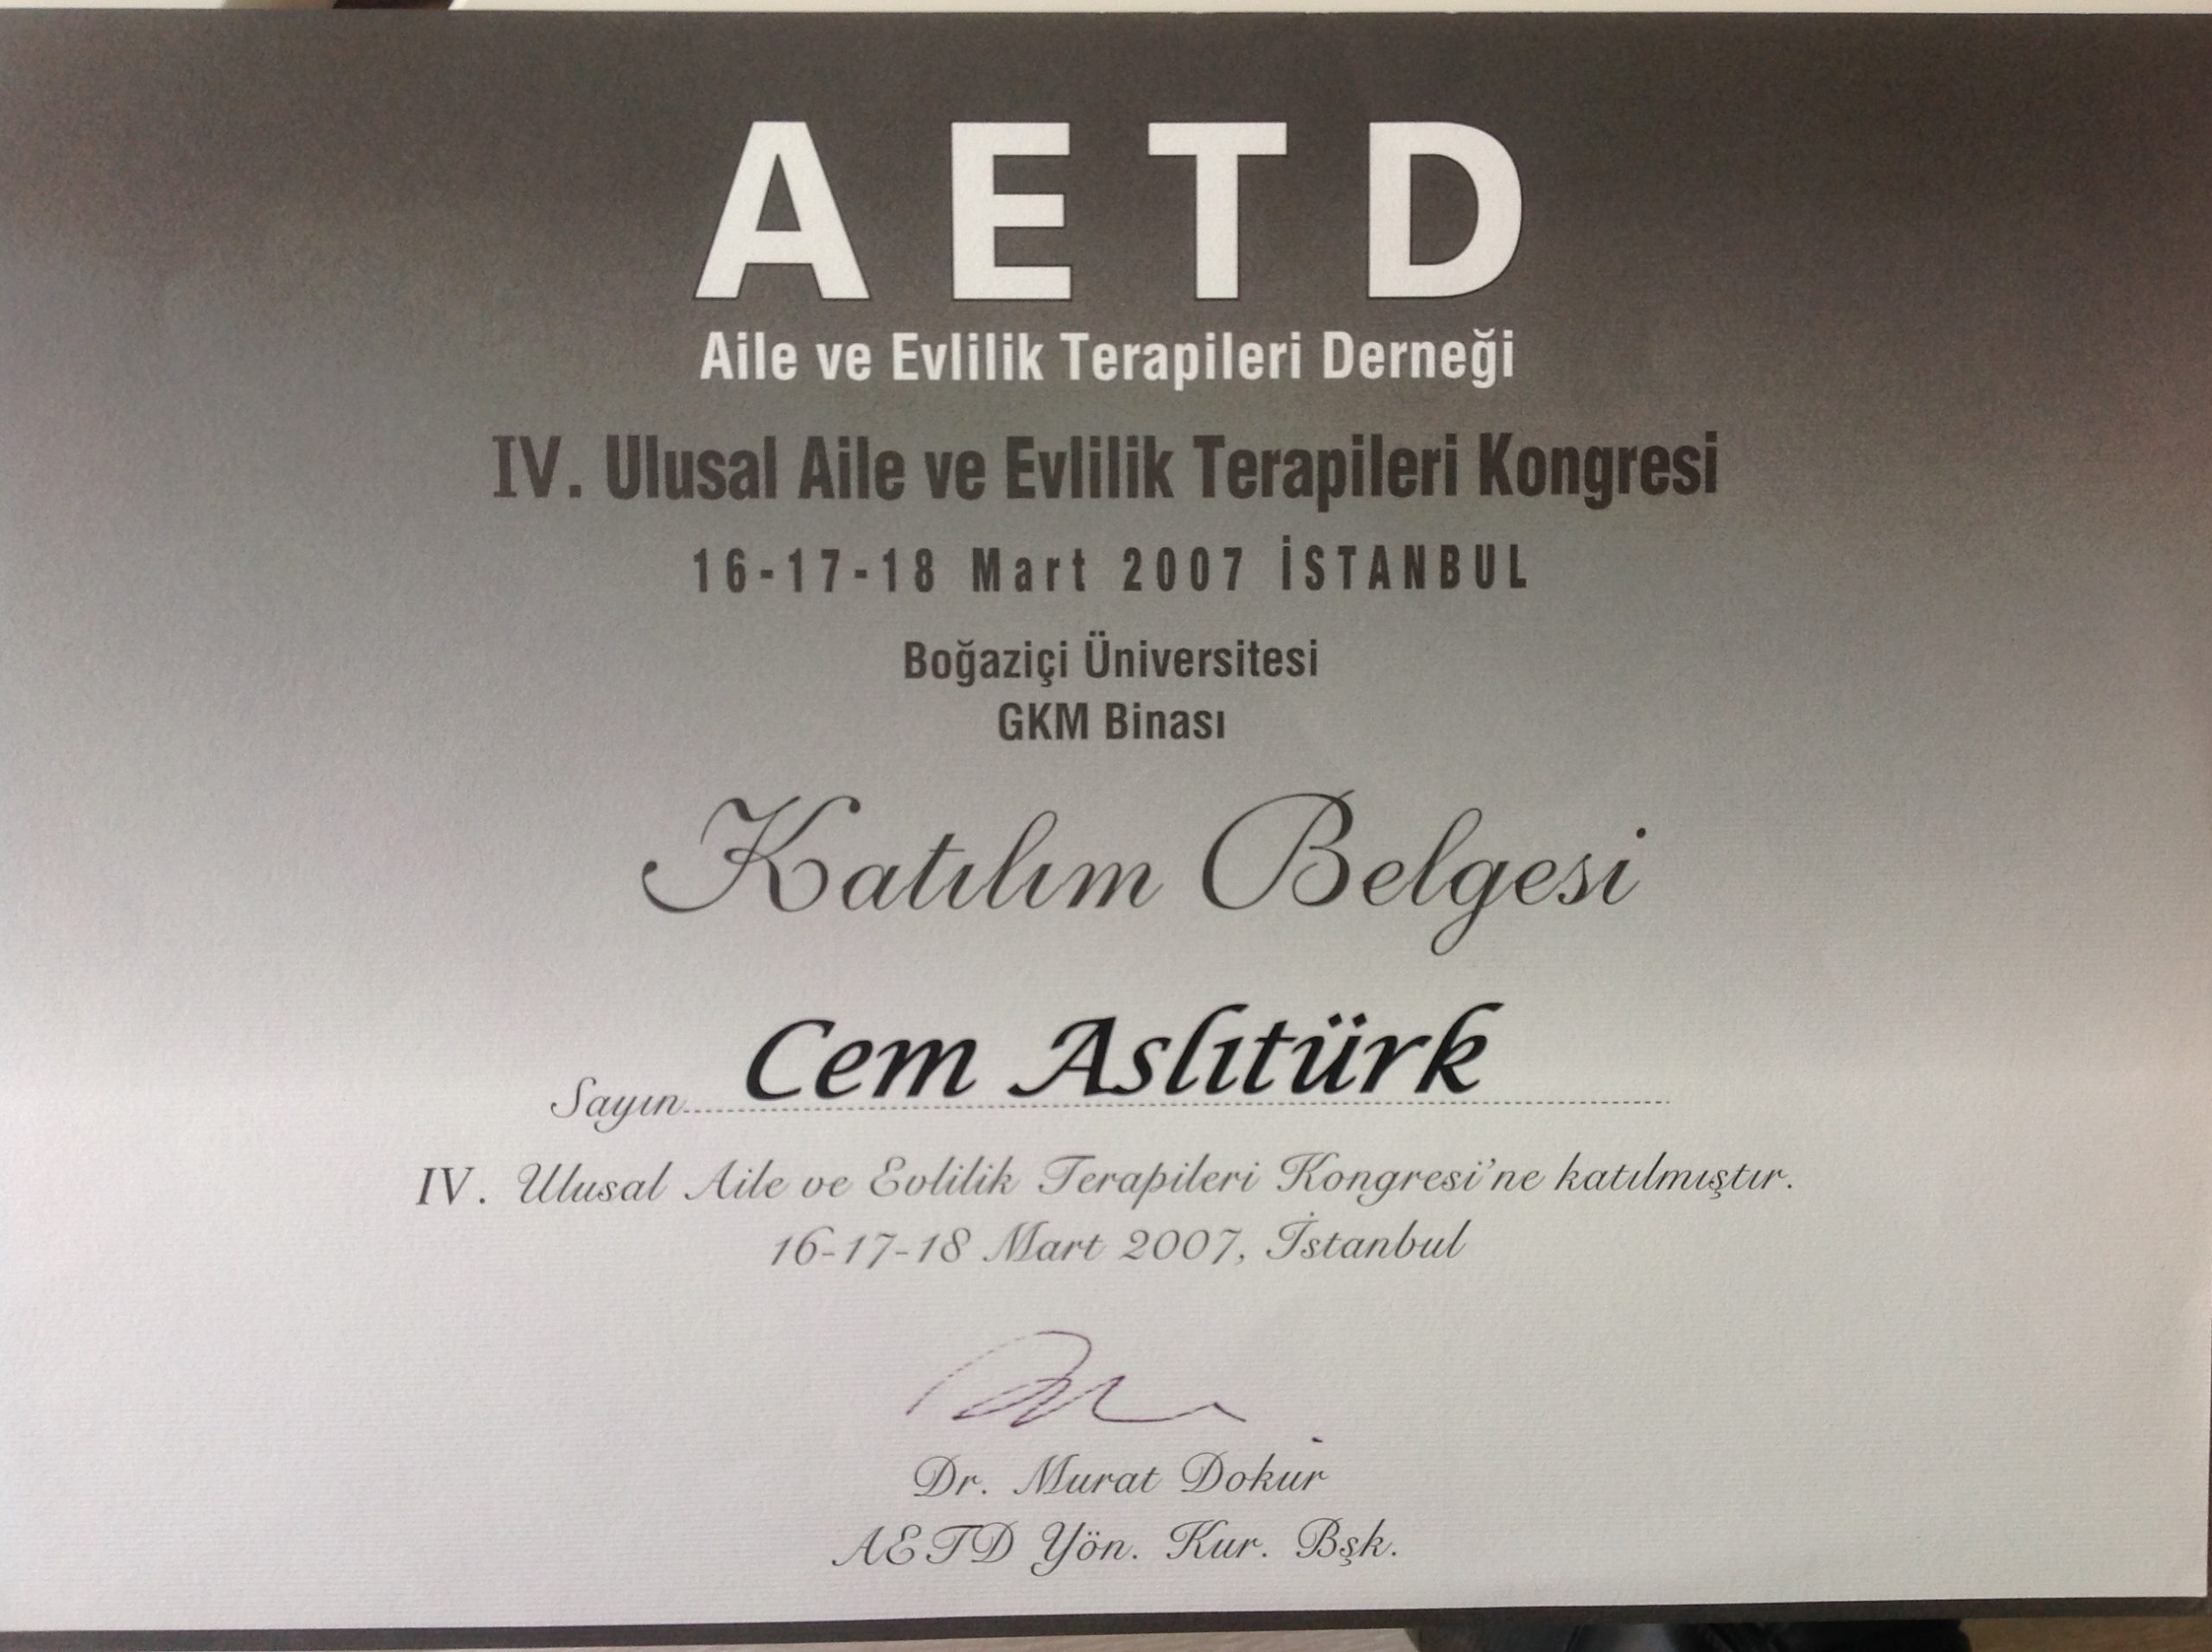 AETD
Aile ve Evlilik Terapileri Derneği
IV. Ulusal Aile ve Evlilik Terapileri Kongresi
16-17-18 Mart 2007 İSTANBUL
Boğaziçi Üniversitesi
GKM Binası
Katılım Belgesi
Sayın Cem Aslıtürk
IV. Ulusal Aile ve Evlilik Terapileri Kongresi'ne katılmıştır.
16-17-18 Mart 2007, İstanbul
Dr. Murat Dokur
AETD Yön. Kur. Bşk.